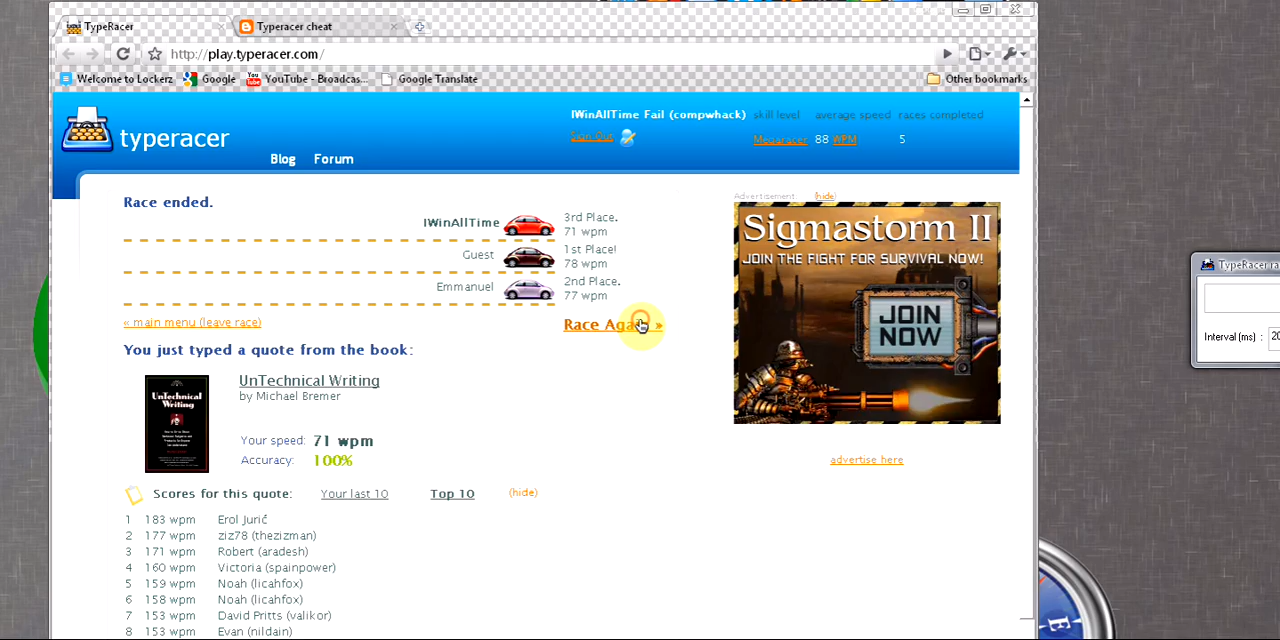 TypeRacer
Typeracer cheat
http://play.typeracer.com/
Welcome to Lockerz
Google
YouTube - Broadcas...
Google Translate
Other bookmarks
typeracer
Blog Forum
IWinAllTime Fail (compwhack) skill level average speed races completed
Sign Out Megaracer 88 WPM 5
Race ended.
IWinAllTime
3rd Place.
71 wpm
Guest
1st Place!
78 wpm
Emmanuel
2nd Place.
77 wpm
« main menu (leave race)
Race Again »
You just typed a quote from the book:
UnTechnical
Writing
UnTechnical Writing
by Michael Bremer
Your speed: 71 wpm
Accuracy: 100%
Scores for this quote: Your last 10 Top 10 (hide)
1 183 wpm Erol Jurić
2 177 wpm ziz78 (thezizman)
3 171 wpm Robert (aradesh)
4 160 wpm Victoria (spainpower)
5 159 wpm Noah (licahfox)
6 158 wpm Noah (licahfox)
7 153 wpm David Pritts (valikor)
8 153 wpm Evan (nildain)
Advertisement: (hide)
Sigmastorm II
JOIN THE FIGHT FOR SURVIVAL NOW!
JOIN
NOW
advertise here
TypeRacer ra
Interval (ms) : 20
E